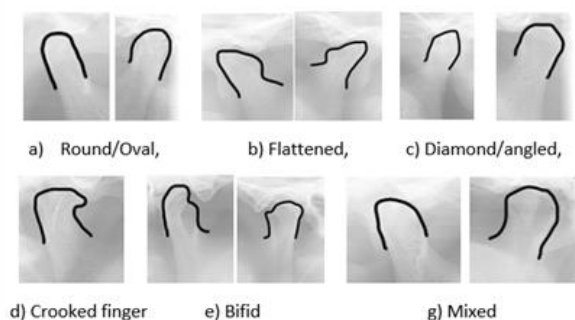 a) Round/Oval,
b) Flattened,
c) Diamond/angled,
d) Crooked finger
e) Bifid
g) Mixed